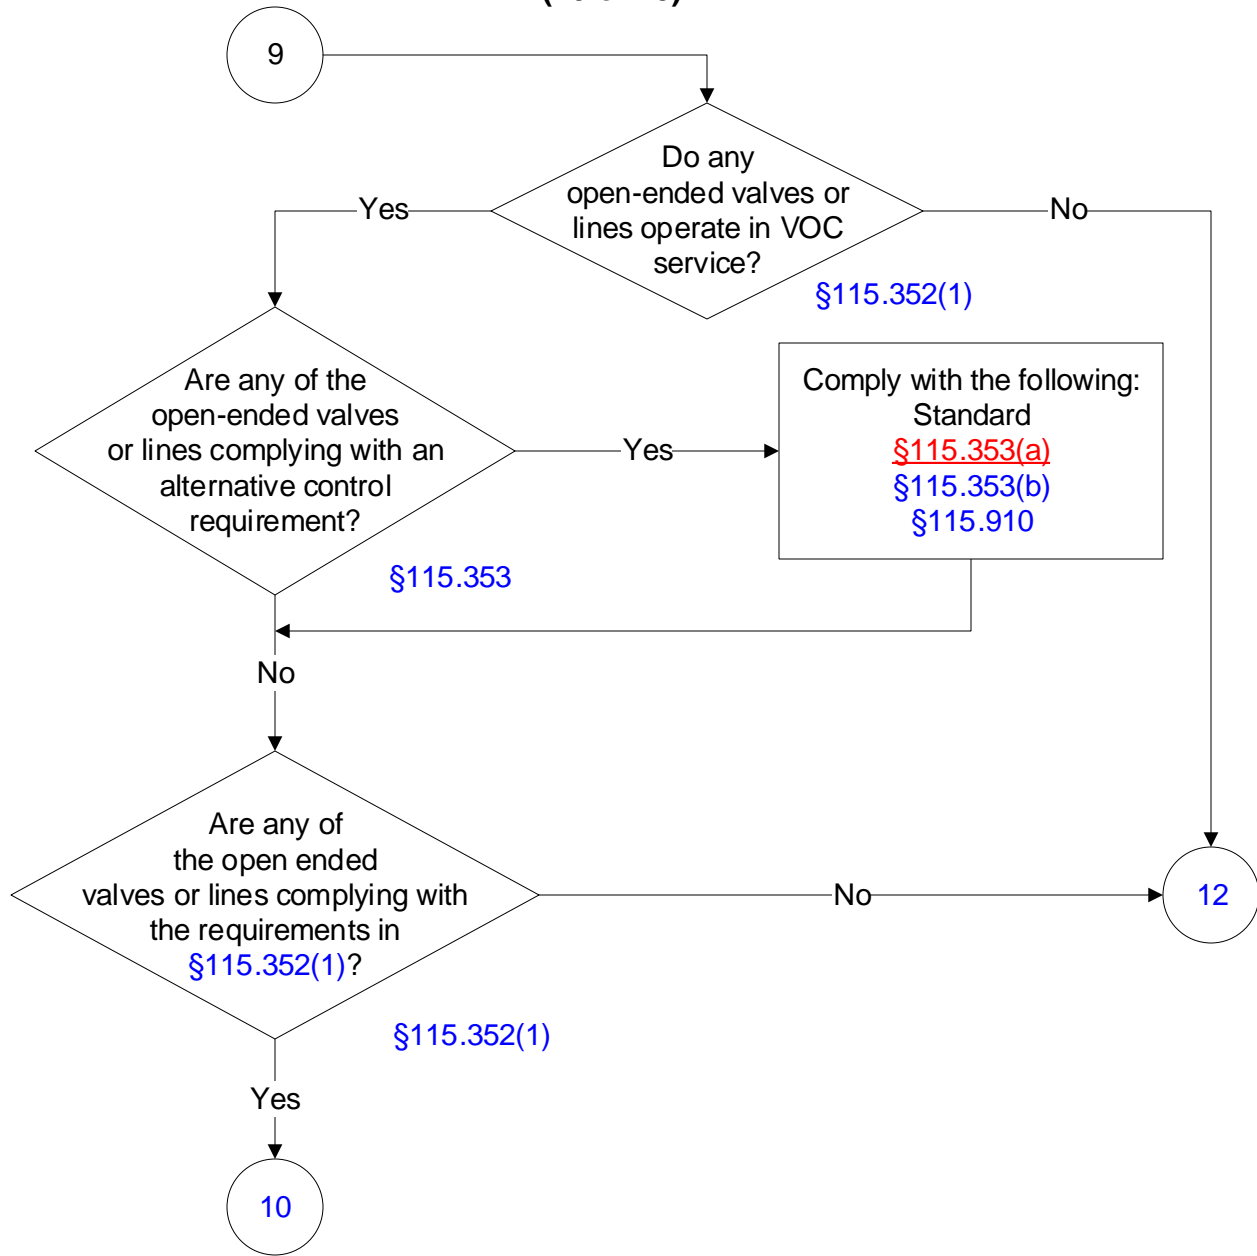 9
Do any
open-ended valves or
lines operate in VOC
service?
Yes
No
§115.352(1)
Are any of the
open-ended valves
or lines complying with an
alternative control
requirement?
Yes
Comply with the following:
Standard
§115.353(a)
§115.353(b)
§115.910
§115.353
No
Are any of
the open ended
valves or lines complying with
the requirements in
§115.352(1)?
No
12
§115.352(1)
Yes
10